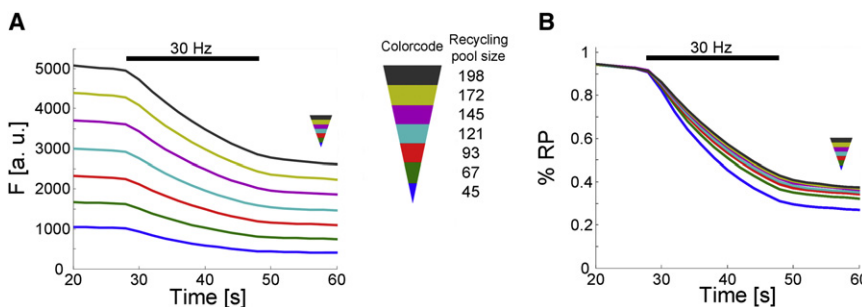 A
30 Hz
F [a. u.]
5000
4000
3000
2000
1000
0
20 30 40 50 60
Time [s]
Colorcode
Recycling
pool size
198
172
145
121
93
67
45
B
30 Hz
% RP
1
0.8
0.6
0.4
0.2
0
20 30 40 50 60
Time [s]